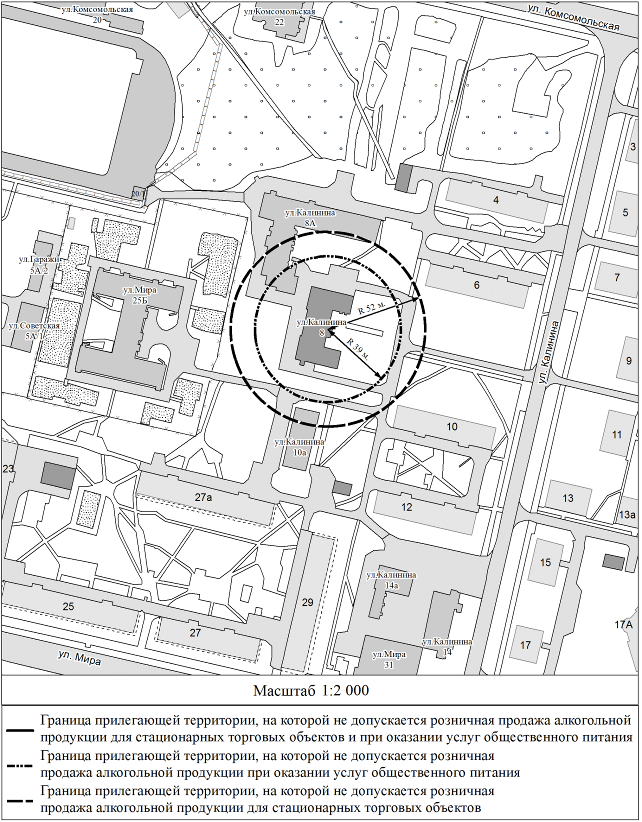 ул.Комсомольская
20
ул.Комсомольская
22
ул. Комсомольская
3
20/1
4
5
ул.Калинина
8А
ул.Гаражи
5А/2
ул.Мира
25Б
6
7
R 52 м.
ул.Калинина
8
ул.Советская
5А/1
R 39 м.
ул. Калинина
9
10
11
ул.Калинина
10а
23
27а
12
13
13а
15
ул.Калинина
14а
25
27
29
17А
17
ул.Калинина
14
ул. Мира
ул.Мира
31
Масштаб 1:2 000
Граница прилегающей территории, на которой не допускается розничная продажа алкогольной
продукции для стационарных торговых объектов и при оказании услуг общественного питания
Граница прилегающей территории, на которой не допускается розничная
продажа алкогольной продукции при оказании услуг общественного питания
Граница прилегающей территории, на которой не допускается розничная
продажа алкогольной продукции для стационарных торговых объектов